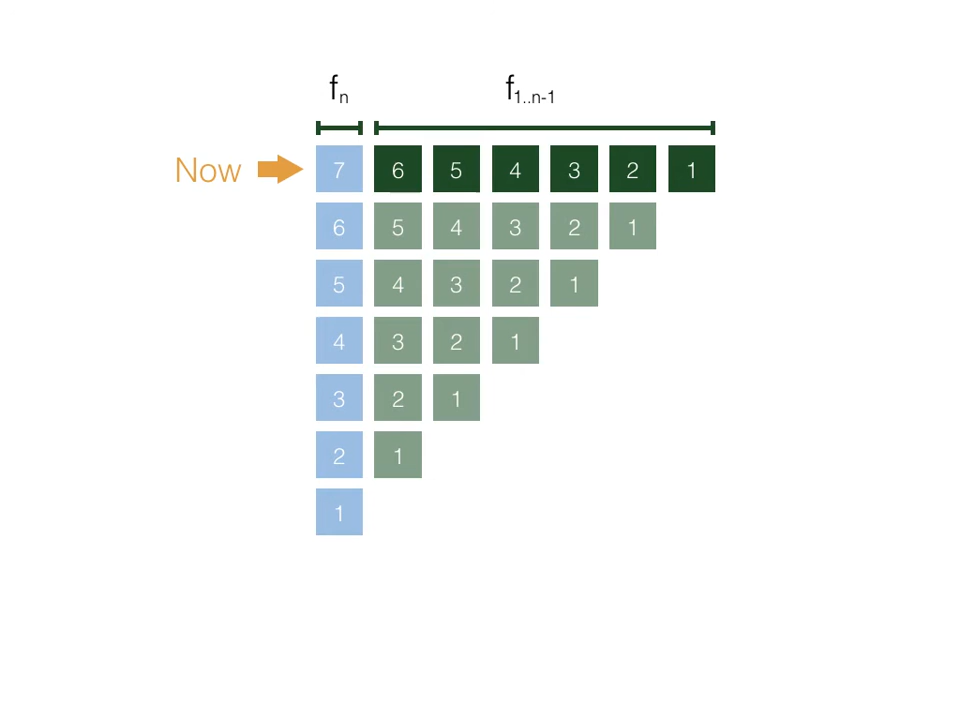 fn f1..n-1
Now 7 6 5 4 3 2 1
6 5 4 3 2 1
5 4 3 2 1
4 3 2 1
3 2 1
2 1
1